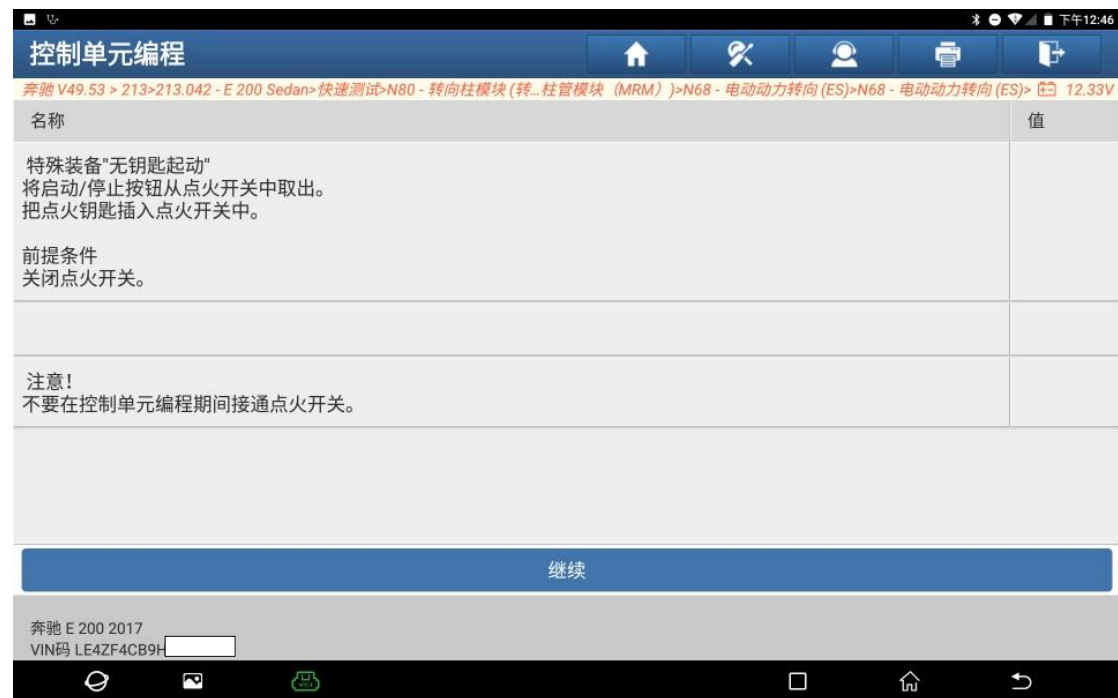 下午12:46
控制单元编程
奔驰 V49.53 > 213>213.042 - E 200 Sedan>快速测试>N80 - 转向柱模块 (转...柱管模块（MRM）)>N68 - 电动动力转向 (ES)>N68 - 电动动力转向 (ES)> 12.33V
名称 值
特殊装备"无钥匙起动"
将启动/停止按钮从点火开关中取出。
把点火钥匙插入点火开关中。
前提条件
关闭点火开关。
注意!
不要在控制单元编程期间接通点火开关。
继续
奔驰 E 200 2017
VIN码 LE4ZF4CB9H
VCI